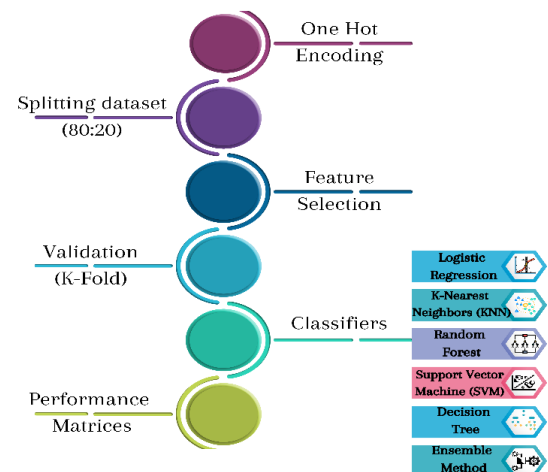 One Hot
Encoding
Splitting dataset
(80:20)
Feature
Selection
Validation
(K-Fold)
Classifiers
Logistic
Regression
K-Nearest
Neighbors (KNN)
Random
Forest
Support Vector
Machine (SVM)
Decision
Tree
Ensemble
Method
Performance
Matrices